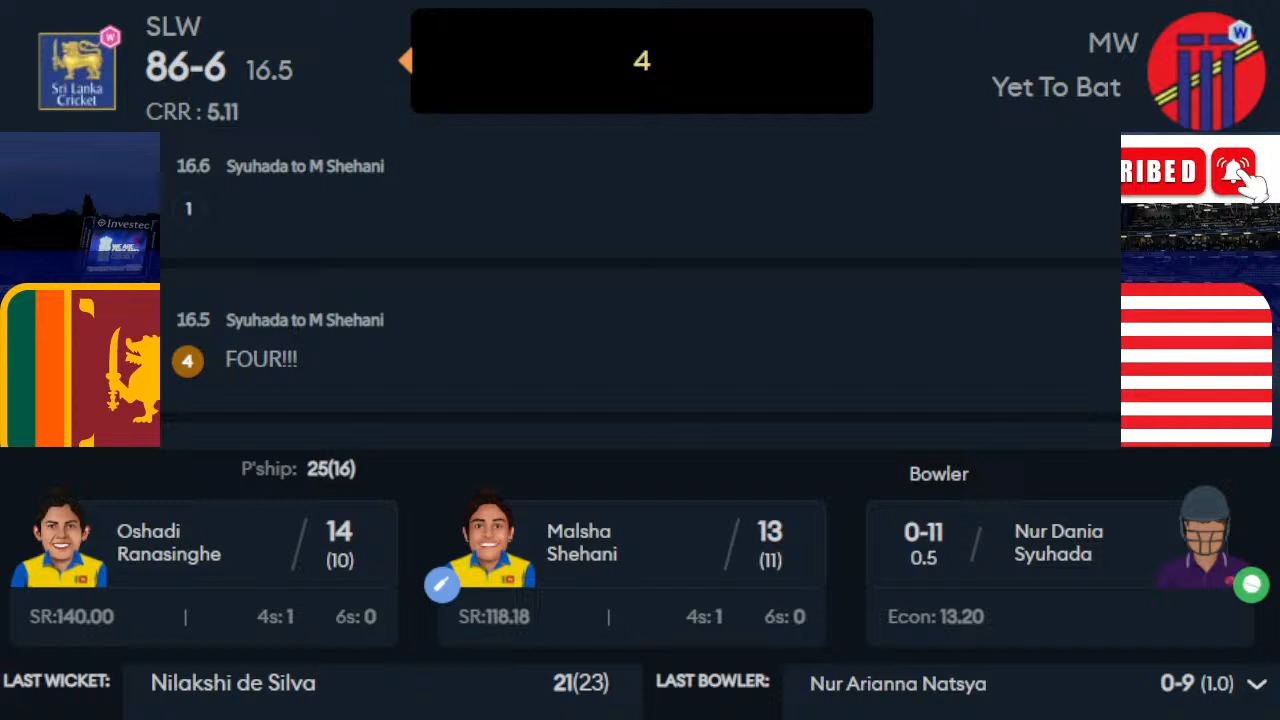 SLW
86-6 16.5
CRR : 5.11
Sri Lanka
Cricket
W
4
MW
Yet To Bat
W
16.6 Syuhada to M Shehani
1
16.5 Syuhada to M Shehani
4 FOUR!!!
Investec
WE ARE
RIBED
P'ship: 25(16)
Bowler
Oshadi
Ranasinghe
14
(10)
SR:140.00 | 4s: 1 6s: 0
Malsha
Shehani
13
(11)
SR:118.18 | 4s: 1 6s: 0
0-11
0.5
Nur Dania
Syuhada
Econ: 13.20
LAST WICKET: Nilakshi de Silva 21(23)
LAST BOWLER: Nur Arianna Natsya 0-9 (1.0)